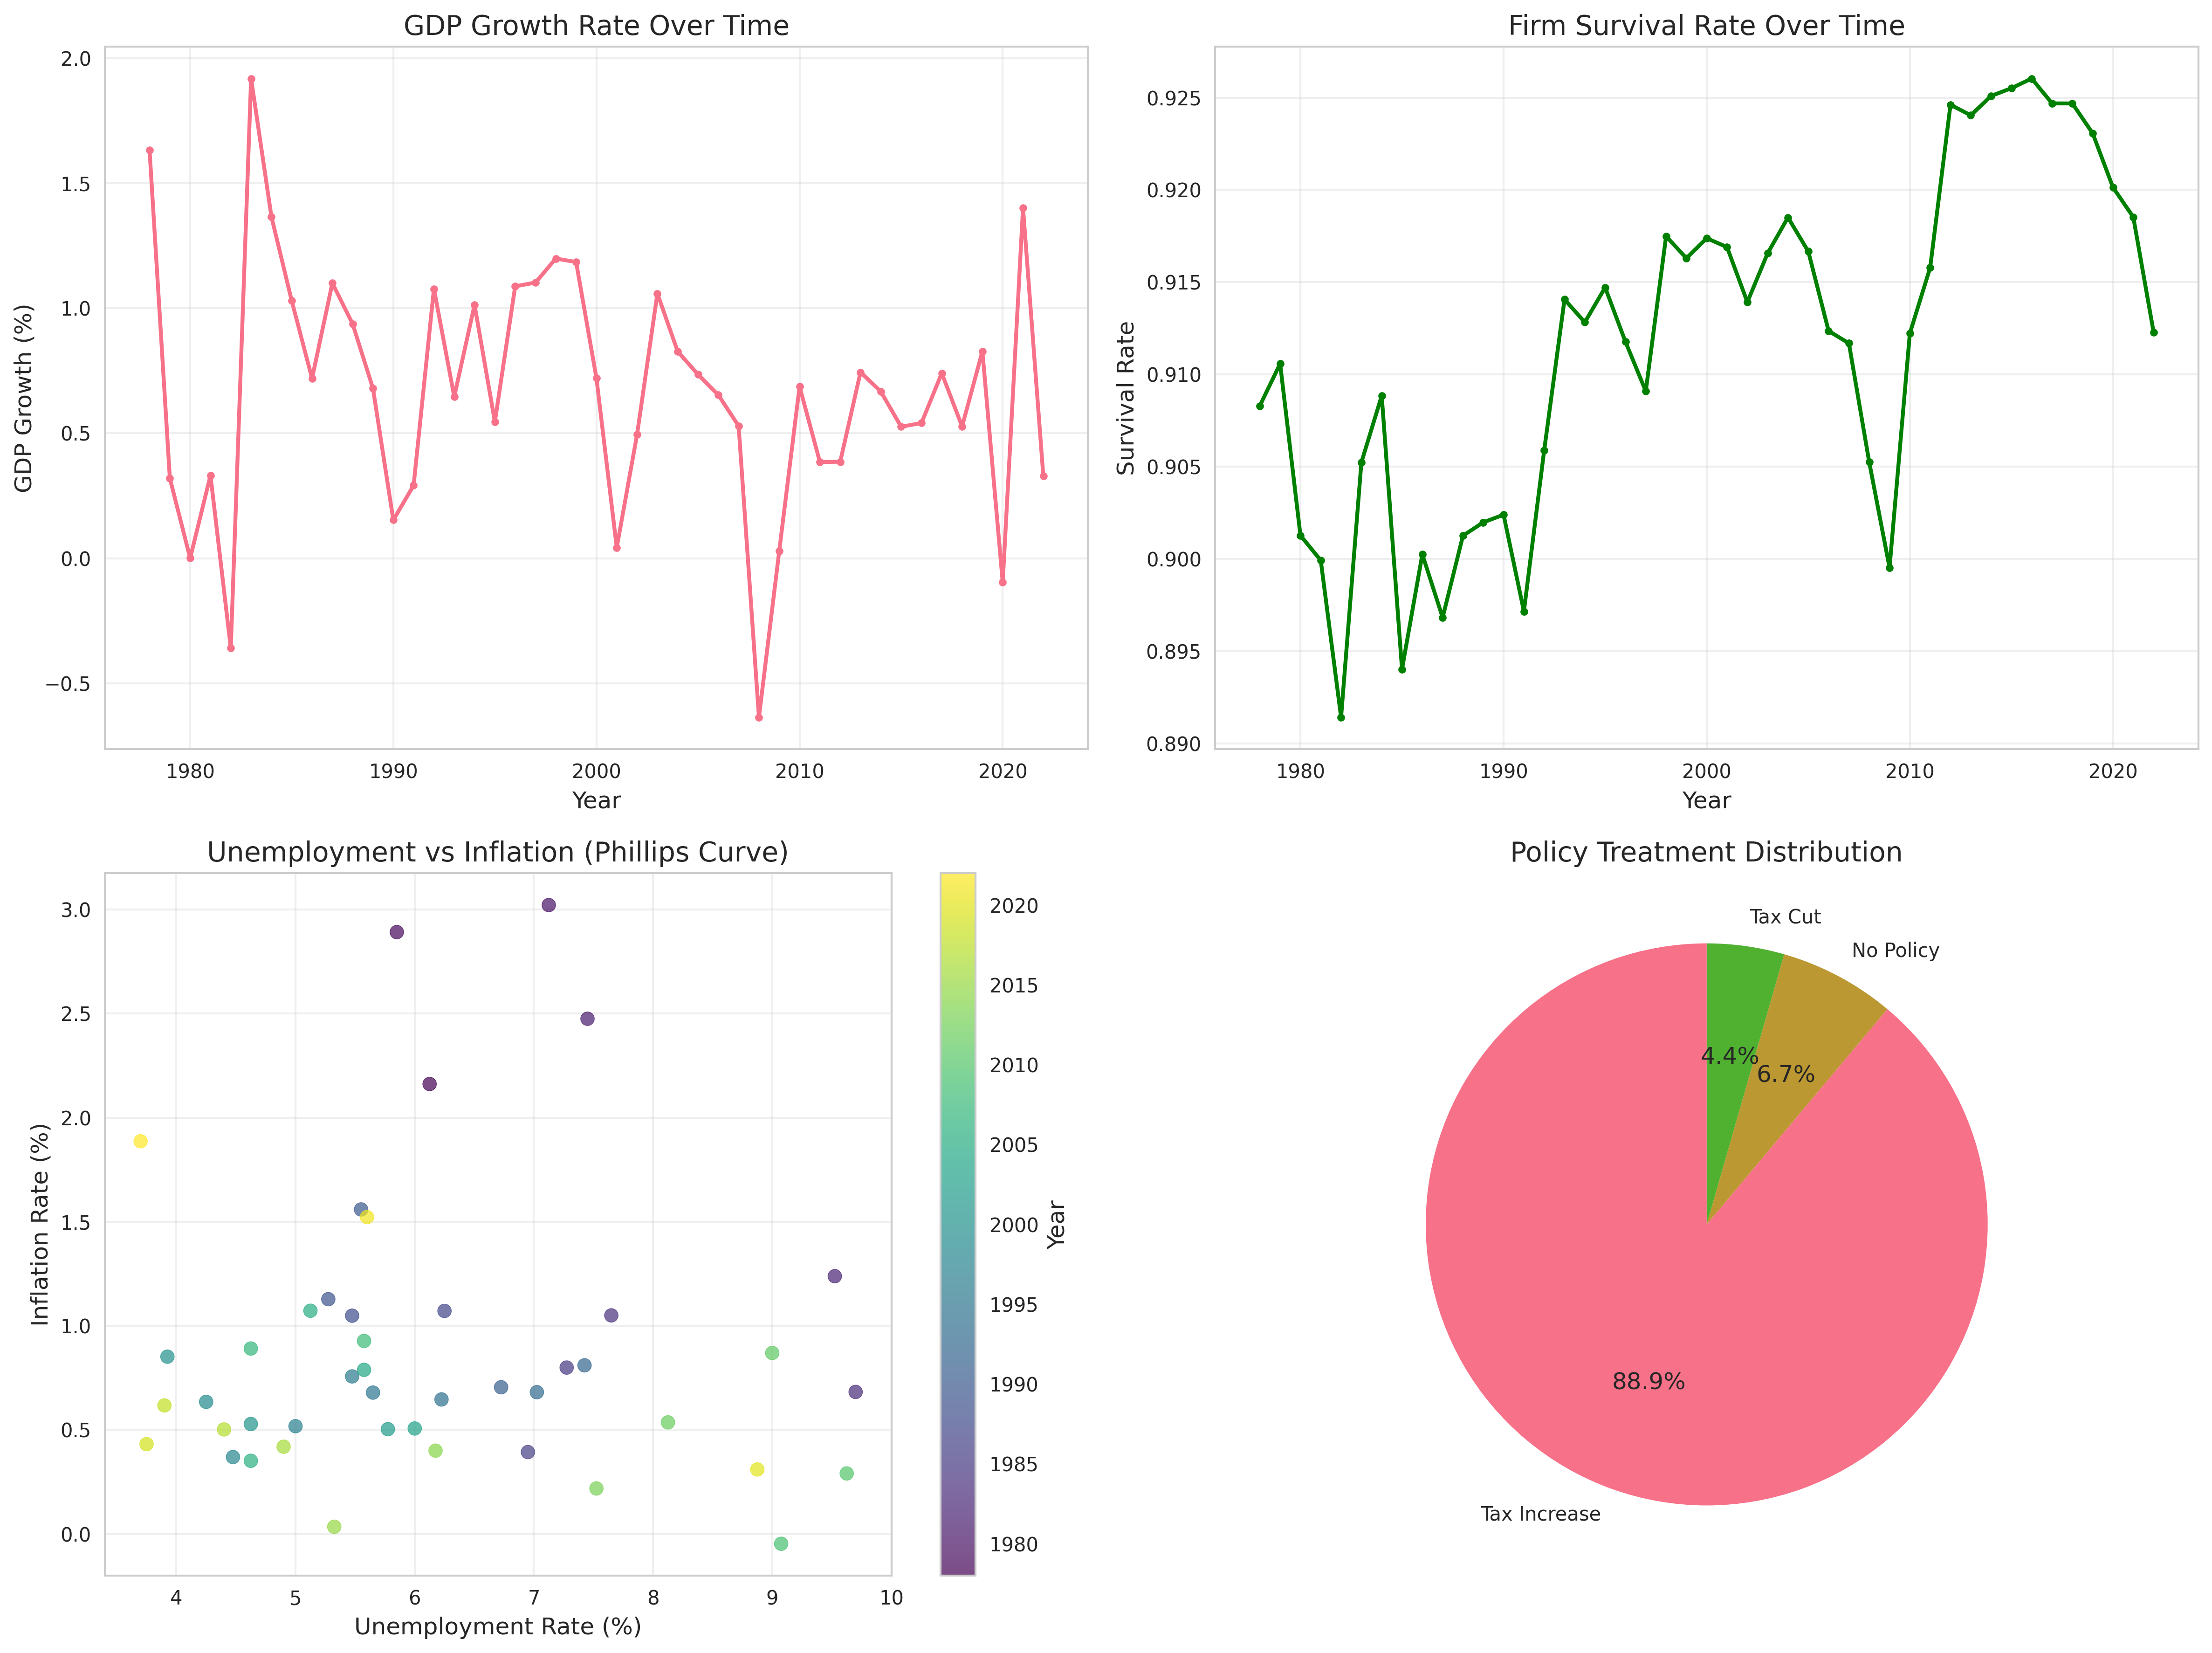 GDP Growth Rate Over Time
2.0
1.5
1.0
0.5
0.0
−0.5
GDP Growth (%)
1980 1990 2000 2010 2020
Year
Firm Survival Rate Over Time
0.925
0.920
0.915
0.910
0.905
0.900
0.895
0.890
Survival Rate
1980 1990 2000 2010 2020
Year
Unemployment vs Inflation (Phillips Curve)
3.0
2.5
2.0
1.5
1.0
0.5
0.0
Inflation Rate (%)
4 5 6 7 8 9 10
Unemployment Rate (%)
2020
2015
2010
2005
2000
1995
1990
1985
1980
Year
Policy Treatment Distribution
Tax Cut
No Policy
4.4%
6.7%
88.9%
Tax Increase